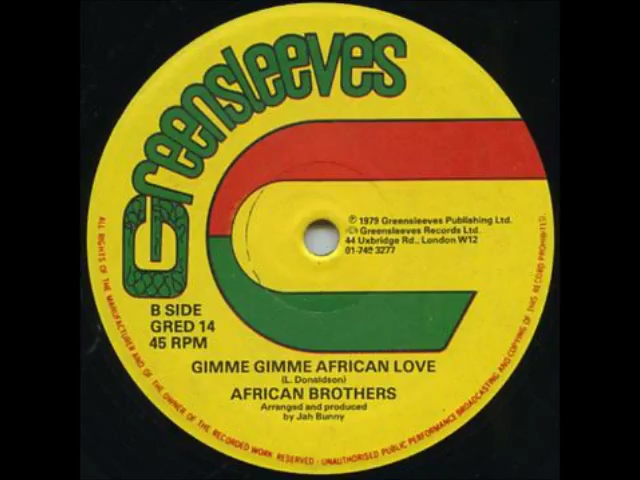 Greensleeves
℗ 1979 Greensleeves Publishing Ltd.
© Greensleeves Records Ltd.
44 Uxbridge Rd., London W12
01-749 3277
B SIDE
GRED 14
45 RPM
GIMME GIMME AFRICAN LOVE
(L. Donaldson)
AFRICAN BROTHERS
Arranged and produced
by Jah Bunny
ALL RIGHTS OF THE MANUFACTURER AND OF THE OWNER OF THE RECORDED WORK RESERVED - UNAUTHORISED PUBLIC PERFORMANCE BROADCASTING AND COPYING OF THIS RECORD PROHIBITED.